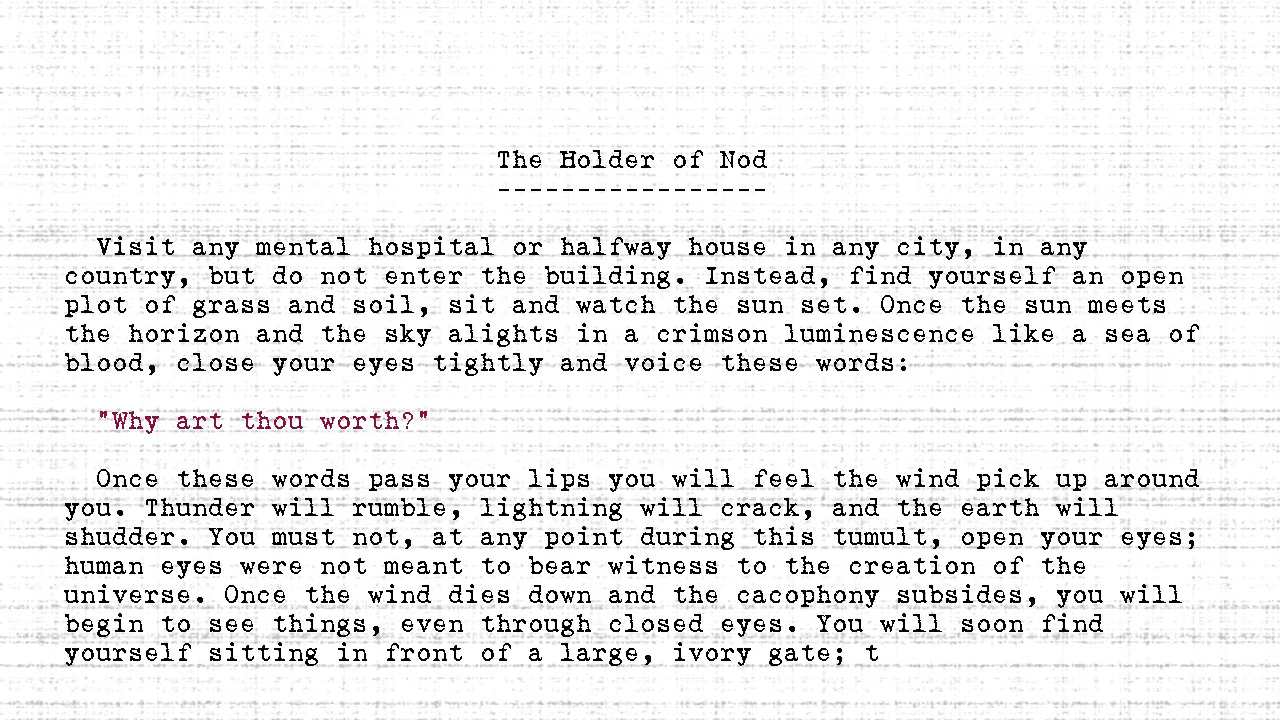 The Holder of Nod
-----------------
Visit any mental hospital or halfway house in any city, in any
country, but do not enter the building. Instead, find yourself an open
plot of grass and soil, sit and watch the sun set. Once the sun meets
the horizon and the sky alights in a crimson luminescence like a sea of
blood, close your eyes tightly and voice these words:
"Why art thou worth?"
Once these words pass your lips you will feel the wind pick up around
you. Thunder will rumble, lightning will crack, and the earth will
shudder. You must not, at any point during this tumult, open your eyes;
human eyes were not meant to bear witness to the creation of the
universe. Once the wind dies down and the cacophony subsides, you will
begin to see things, even through closed eyes. You will soon find
yourself sitting in front of a large, ivory gate; t